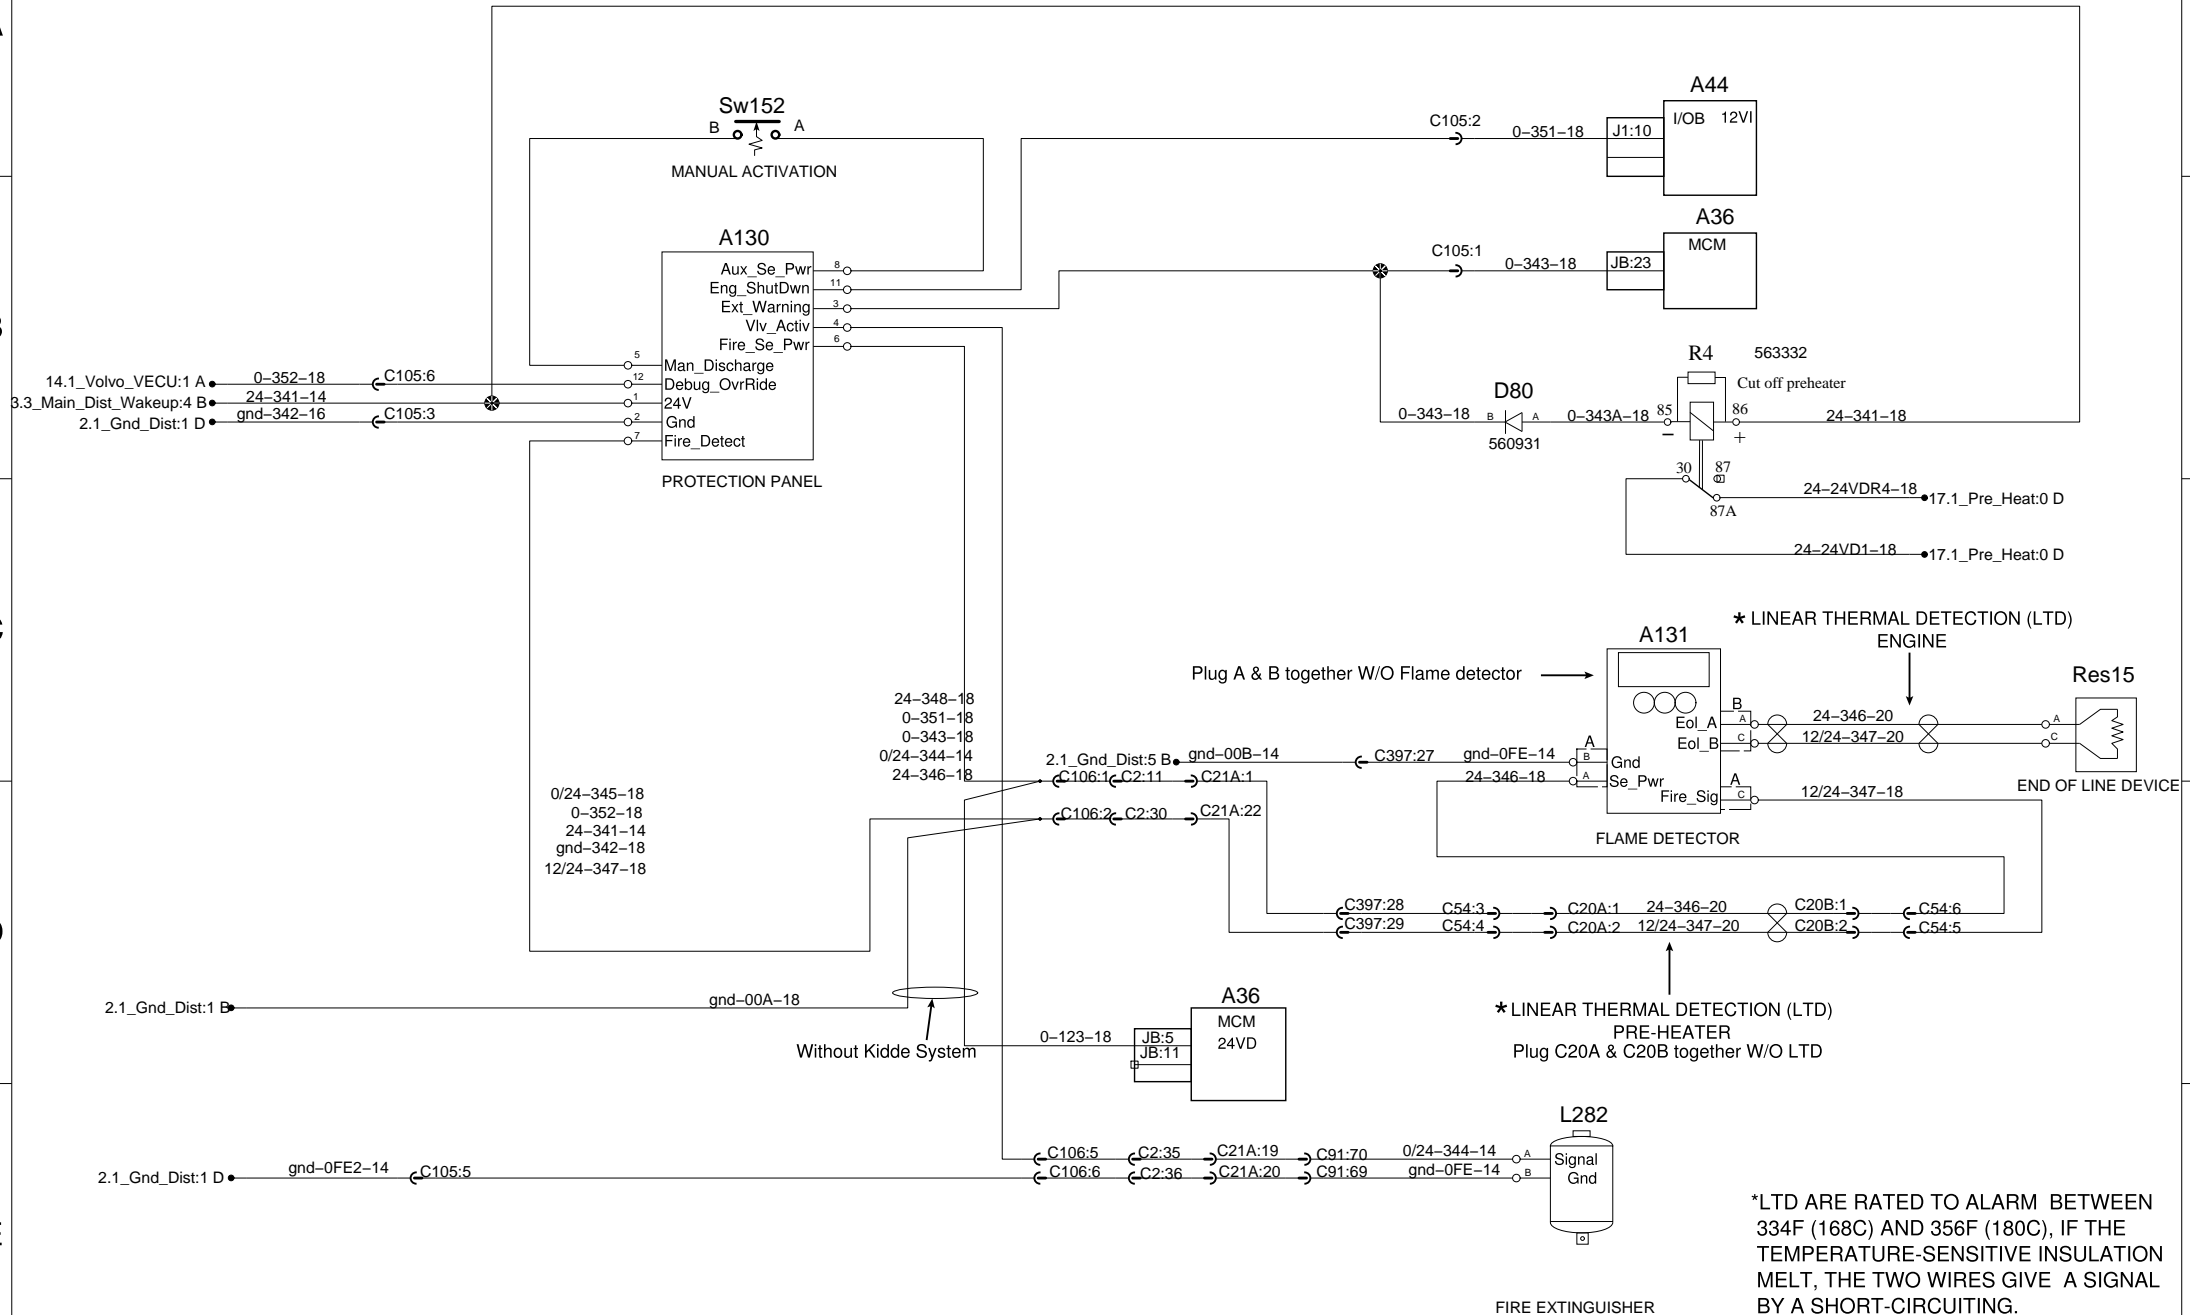 Sw152
B
A
MANUAL ACTIVATION
A130
Aux_Se_Pwr
8
Eng_ShutDwn
11
Ext_Warning
3
Vlv_Activ
4
Fire_Se_Pwr
6
5
Man_Discharge
12
Debug_OvrRide
1
24V
2
Gnd
7
Fire_Detect
PROTECTION PANEL
14.1_Volvo_VECU:1 A
0–352–18
C105:6
3.3_Main_Dist_Wakeup:4 B
24–341–14
2.1_Gnd_Dist:1 D
gnd–342–16
C105:3
A44
C105:2
0–351–18
J1:10
I/OB
12VI
A36
MCM
C105:1
0–343–18
JB:23
R4
563332
Cut off preheater
D80
0–343–18
B
A
0–343A–18
85
86
24–341–18
–
+
560931
30
87
87A
24–24VDR4–18
17.1_Pre_Heat:0 D
24–24VD1–18
17.1_Pre_Heat:0 D
* LINEAR THERMAL DETECTION (LTD)
ENGINE
A131
Plug A & B together W/O Flame detector
Res15
B
Eol_A
A
24–346–20
A
Eol_B
C
12/24–347–20
C
END OF LINE DEVICE
24–348–18
0–351–18
0–343–18
0/24–344–14
24–346–18
2.1_Gnd_Dist:5 B
gnd–00B–14
C397:27
gnd–0FE–14
A
B
Gnd
C106:1
C2:11
C21A:1
24–346–18
A
Se_Pwr
A
Fire_Sig
C
12/24–347–18
FLAME DETECTOR
0/24–345–18
0–352–18
24–341–14
gnd–342–18
12/24–347–18
C106:2
C2:30
C21A:22
C397:28
C54:3
C20A:1
24–346–20
C20B:1
C54:6
C397:29
C54:4
C20A:2
12/24–347–20
C20B:2
C54:5
* LINEAR THERMAL DETECTION (LTD)
PRE-HEATER
Plug C20A & C20B together W/O LTD
2.1_Gnd_Dist:1 B
gnd–00A–18
Without Kidde System
A36
MCM
24VD
0–123–18
JB:5
JB:11
L282
C106:5
C2:35
C21A:19
C91:70
0/24–344–14
A
Signal
2.1_Gnd_Dist:1 D
gnd–0FE2–14
C105:5
C106:6
C2:36
C21A:20
C91:69
gnd–0FE–14
B
Gnd
FIRE EXTINGUISHER
*LTD ARE RATED TO ALARM BETWEEN
334F (168C) AND 356F (180C), IF THE
TEMPERATURE-SENSITIVE INSULATION
MELT, THE TWO WIRES GIVE A SIGNAL
BY A SHORT-CIRCUITING.